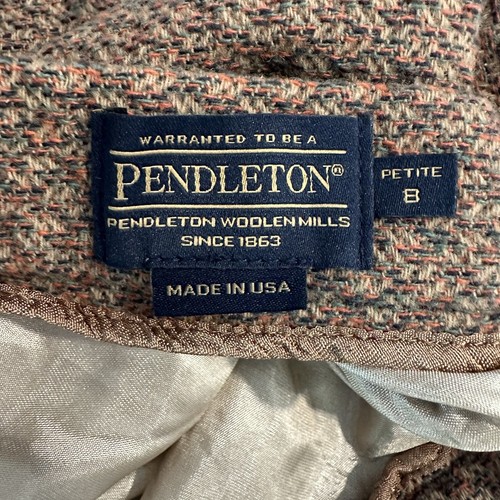 WARRANTED TO BE A
PENDLETON®
PENDLETON WOOLEN MILLS
SINCE 1863
PETITE
8
MADE IN USA